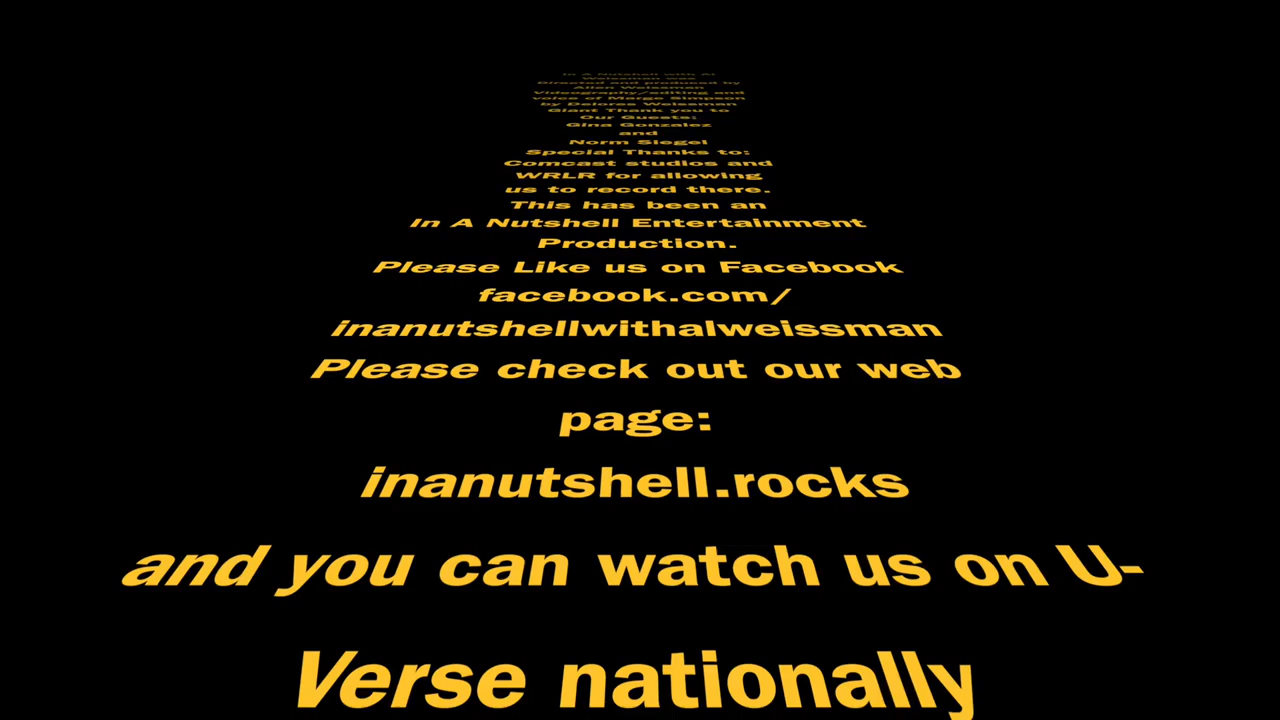 In A Nutshell with Al
Weissman was
Directed and produced by
Allen Weissman
Videography/editing and
voice of Marge Simpson
by Delores Weissman
Giant Thank you to
Our Guests:
Gina Gonzalez
and
Norm Siegel
Special Thanks to:
Comcast studios and
WRLR for allowing
us to record there.
This has been an
In A Nutshell Entertainment
Production.
Please Like us on Facebook
facebook.com/
inanutshellwithalweissman
Please check out our web
page:
inanutshell.rocks
and you can watch us on U-
Verse nationally